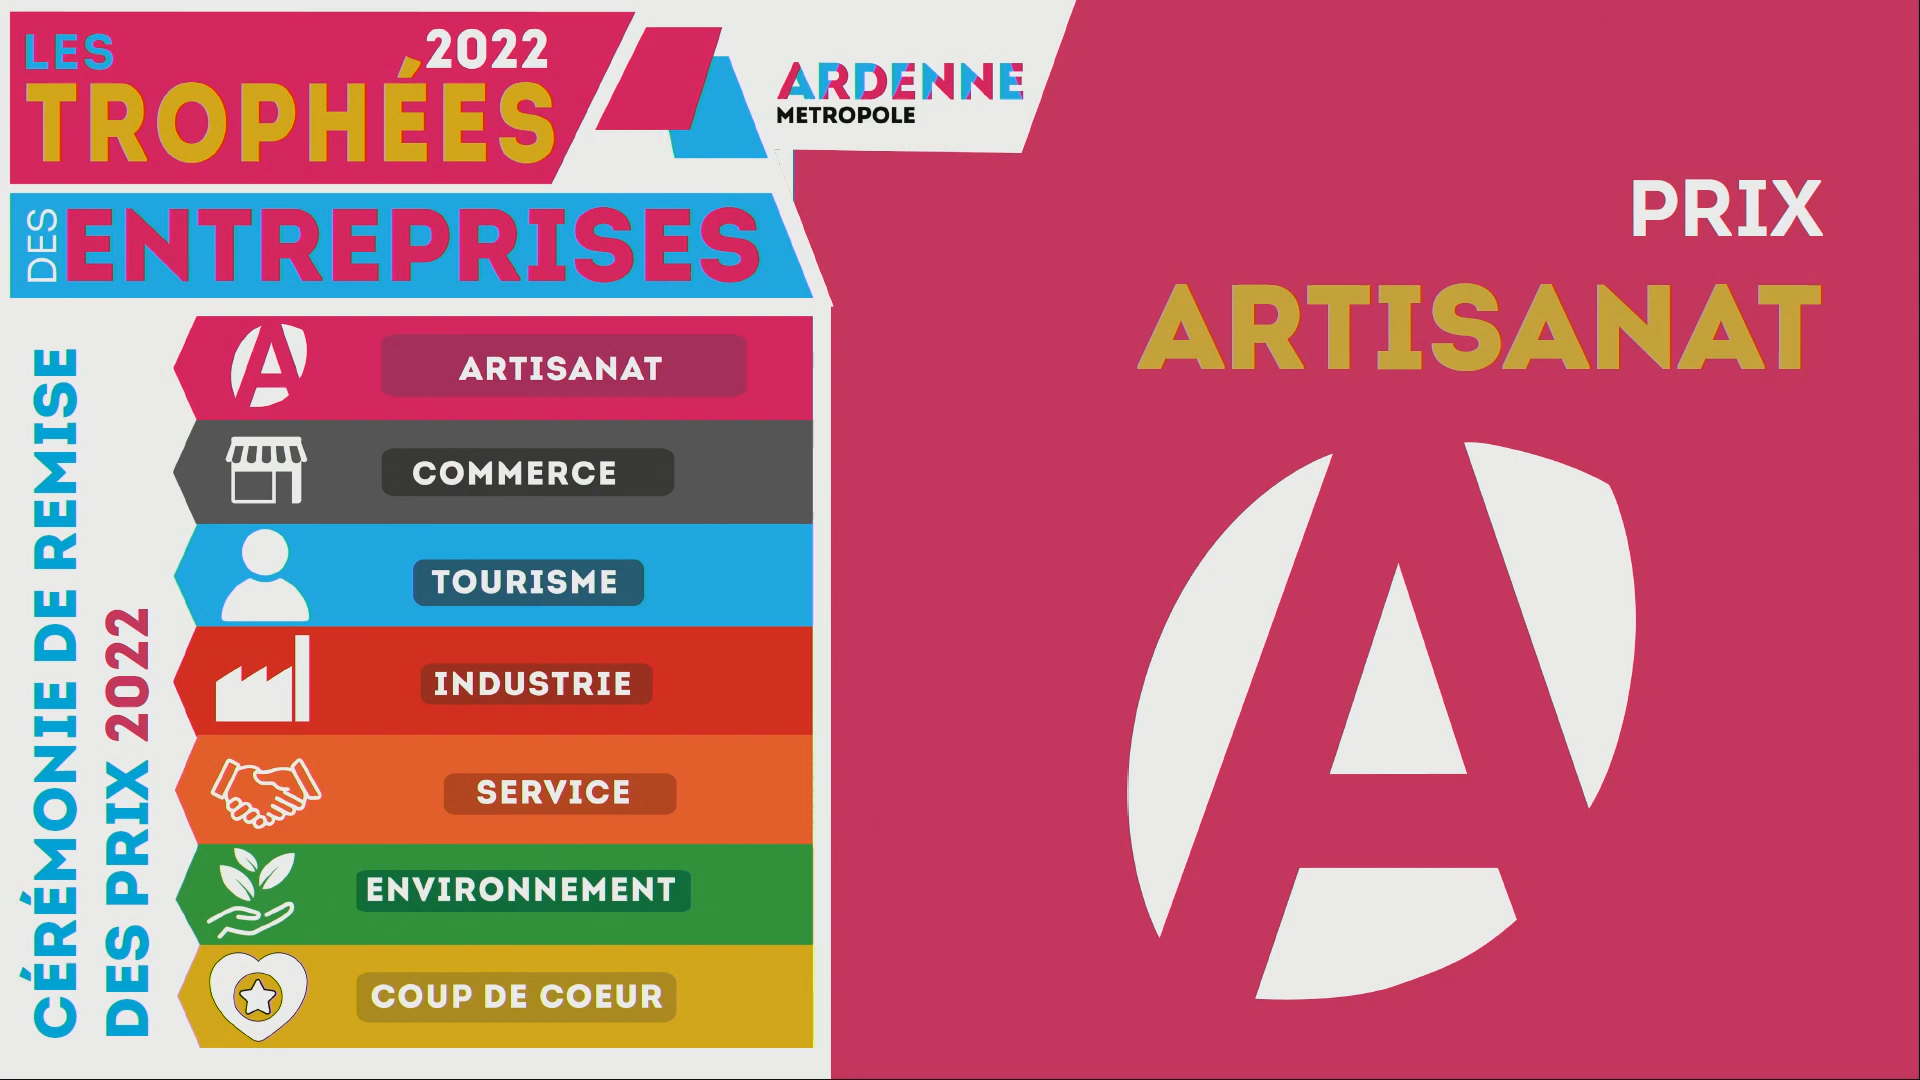 LES
2022
TROPHÉES
DES ENTREPRISES
ARDENNE
METROPOLE
CÉRÉMONIE DE REMISE
DES PRIX 2022
ARTISANAT
COMMERCE
TOURISME
INDUSTRIE
SERVICE
ENVIRONNEMENT
COUP DE COEUR
PRIX
ARTISANAT